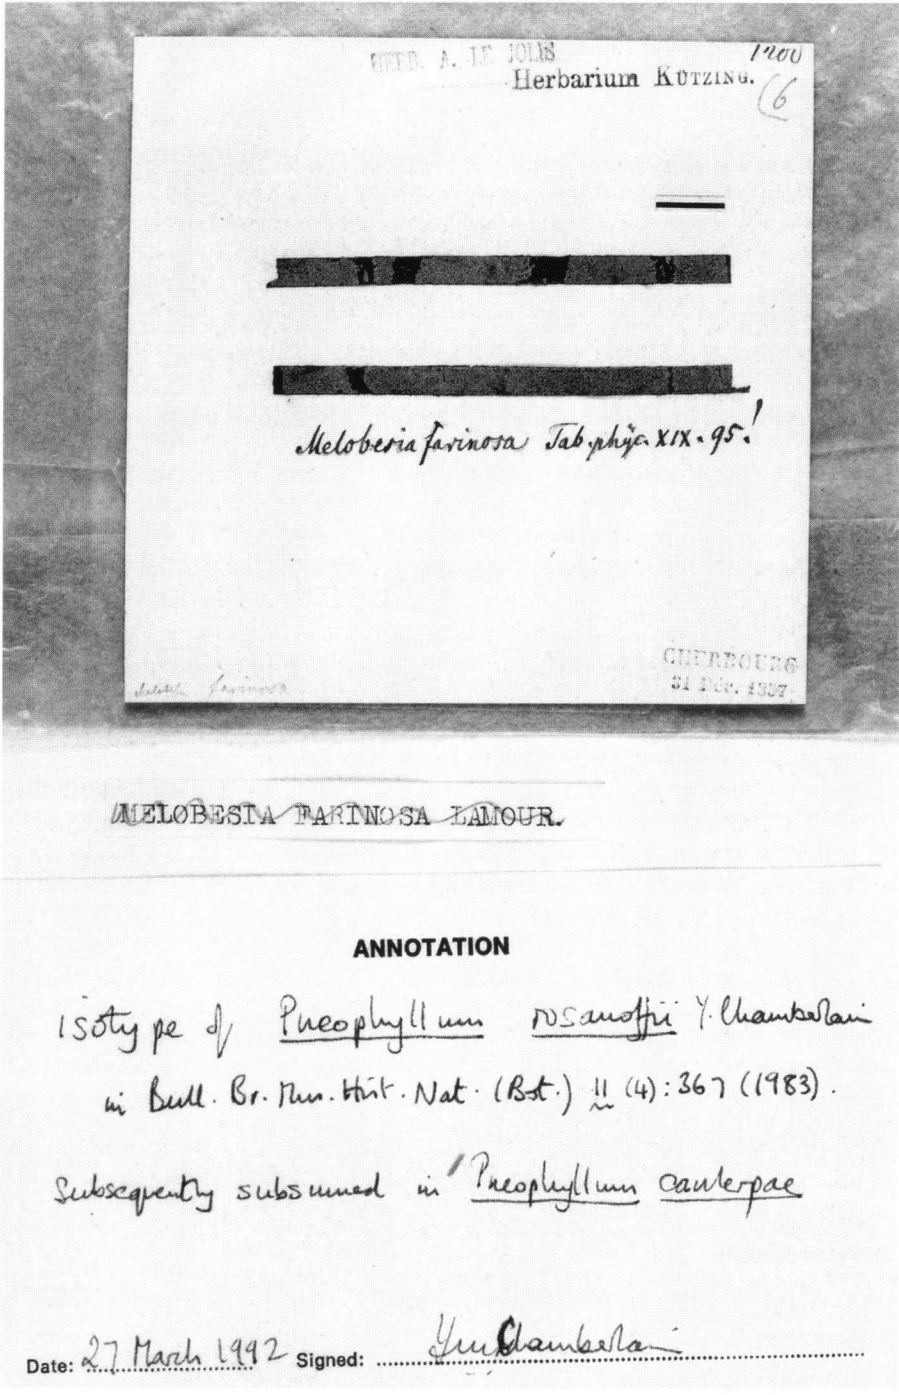 HERB. A. LE JOLIS
1200
Herbarium KÜTZING.
6
Melobesia farinosa Tab. phyc. XIX. 95!
CHERBOURG
31 Déc.
farinosa
MELOBESIA FARINOSA LAMOUR.
ANNOTATION
Isotype of Pneophyllum rosanoffii Y. Chamberlain
in Bull. Br. Mus. Hist. Nat. (Bot.) 11 (4): 367 (1983).
Subsequently subsumed in Pneophyllum caulerpae
Date: 27 March 1992 Signed: Ym Chamberlain